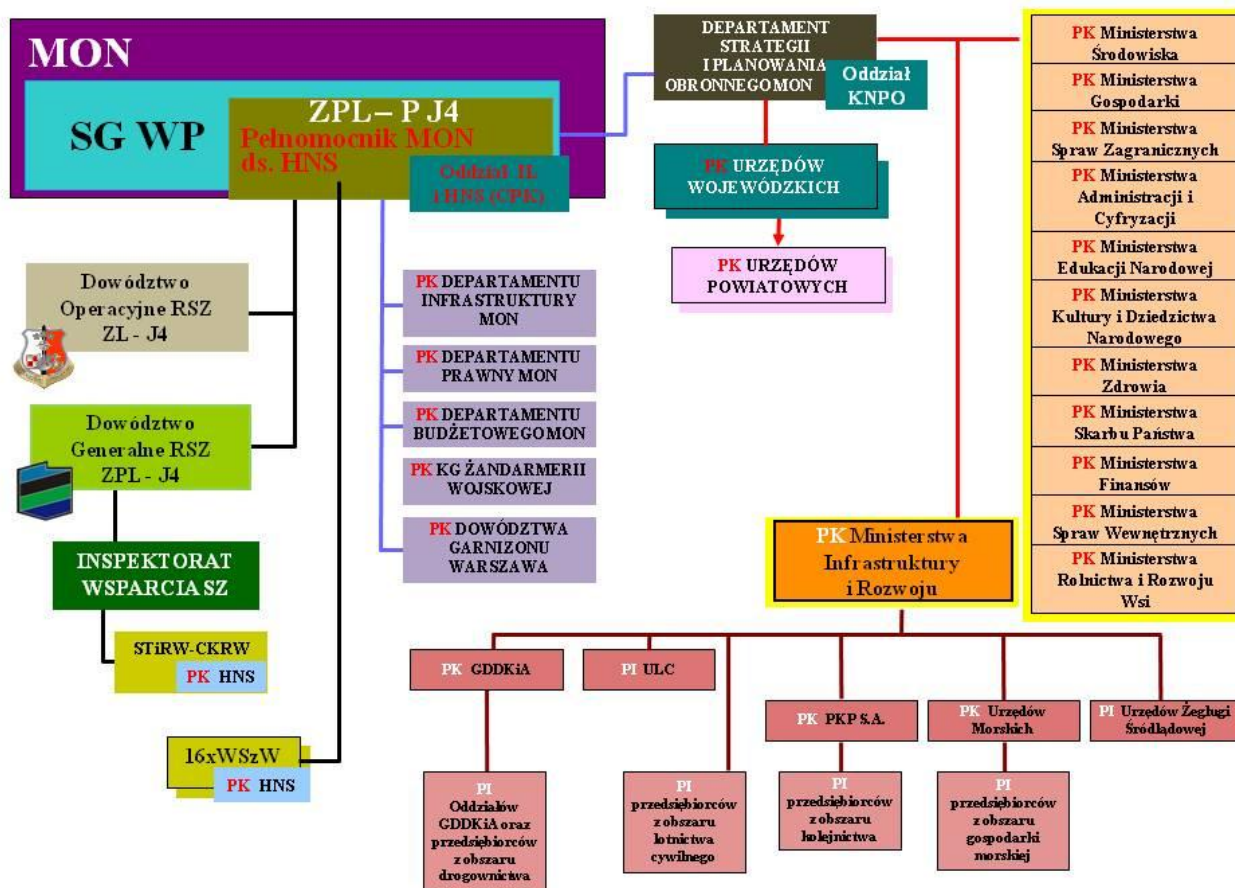 MON
SG WP
ZPL – P J4
Pełnomocnik MON
ds. HNS
Oddział IL
i HNS (CPK)
DEPARTAMENT
STRATEGII
I PLANOWANIA
OBRONNEGO MON
Oddział
KNPO
PK URZĘDÓW
WOJEWÓDZKICH
PK URZĘDÓW
POWIATOWYCH
Dowództwo
Operacyjne RSZ
ZL - J4
Dowództwo
Generalne RSZ
ZPL - J4
INSPEKTORAT
WSPARCIA SZ
STiRW-CKRW
PK HNS
16xWSzW
PK HNS
PK DEPARTAMENTU
INFRASTRUKTURY
MON
PK DEPARTAMENTU
PRAWNY MON
PK DEPARTAMENTU
BUDŻETOWEGO MON
PK KG ŻANDARMERII
WOJSKOWEJ
PK DOWÓDZTWA
GARNIZONU
WARSZAWA
PK Ministerstwa
Środowiska
PK Ministerstwa
Gospodarki
PK Ministerstwa
Spraw Zagranicznych
PK Ministerstwa
Administracji i
Cyfryzacji
PK Ministerstwa
Edukacji Narodowej
PK Ministerstwa
Kultury i Dziedzictwa
Narodowego
PK Ministerstwa
Zdrowia
PK Ministerstwa
Skarbu Państwa
PK Ministerstwa
Finansów
PK Ministerstwa
Spraw Wewnętrznych
PK Ministerstwa
Rolnictwa i Rozwoju
Wsi
PK Ministerstwa
Infrastruktury
i Rozwoju
PK GDDKiA
PI ULC
PK PKP S.A.
PK Urzędów
Morskich
PI Urzędów Żeglugi
Śródlądowej
PI
Oddziałów
GDDKiA oraz
przedsiębiorców
z obszaru
drogownictwa
PI
przedsiębiorców
z obszaru
lotnictwa
cywilnego
PI
przedsiębiorców
z obszaru
kolejnictwa
PI
przedsiębiorców
z obszaru
gospodarki
morskiej